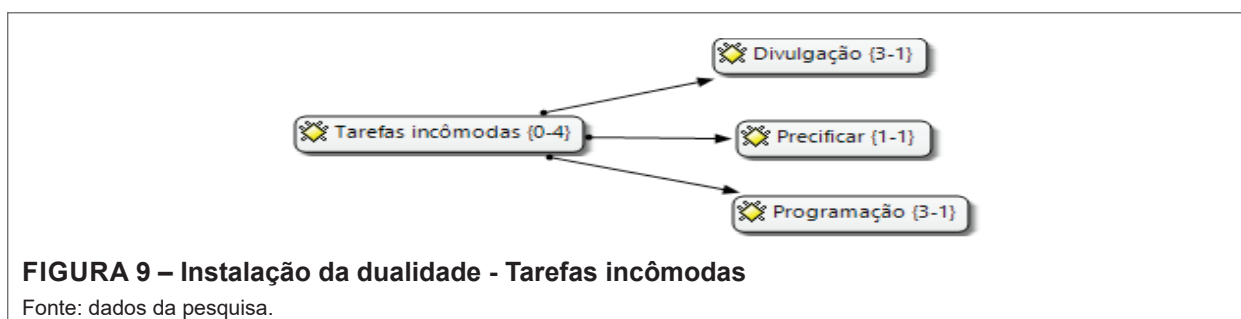 Divulgação {3-1}
Tarefas incômodas {0-4}
Precificar {1-1}
Programação {3-1}
FIGURA 9 – Instalação da dualidade - Tarefas incômodas
Fonte: dados da pesquisa.